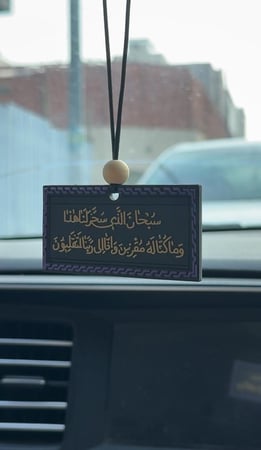 سبحان الذي سخر لنا هذا
وما كنا له مقرنين وإنا إلى ربنا لمنقلبون